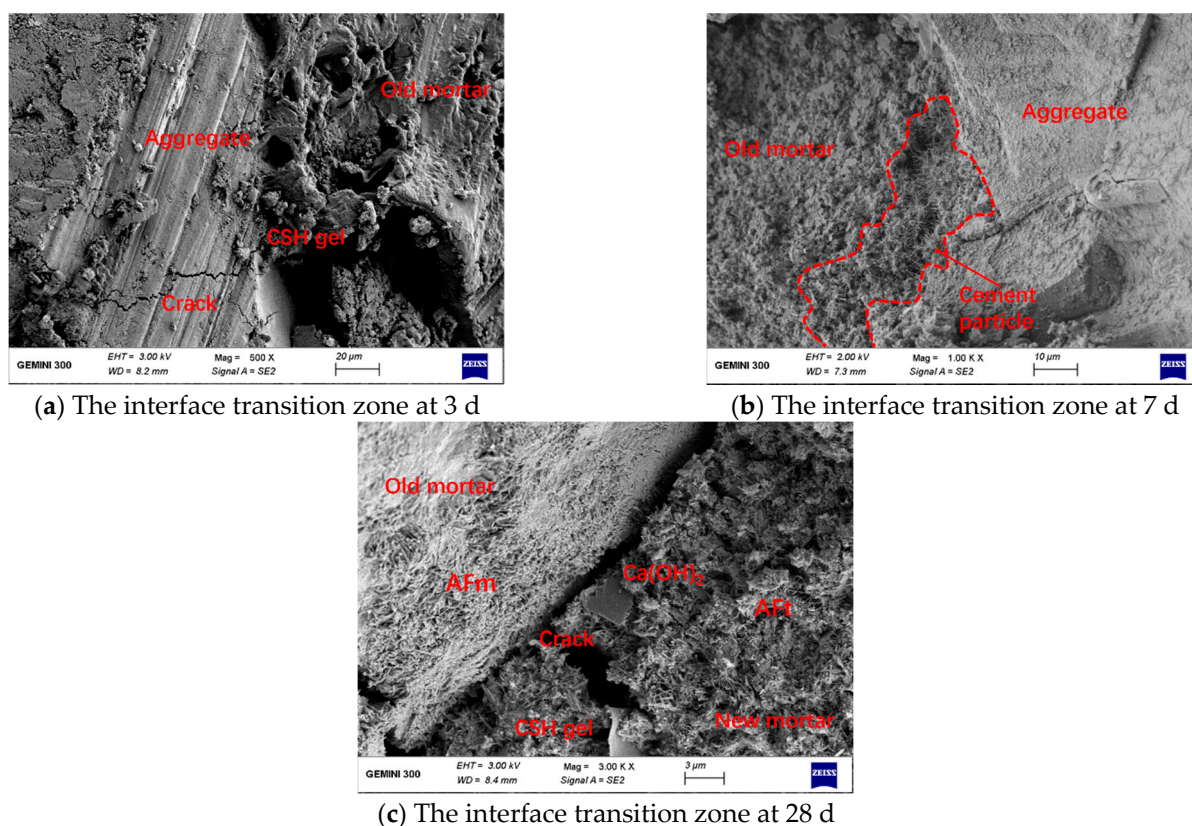 Old mortar
Aggregate
CSH gel
Crack
GEMINI 300
EHT = 3.00 kV
WD = 8.2 mm
Mag = 500 X
Signal A = SE2
20 µm
ZEISS
(a) The interface transition zone at 3 d
Aggregate
Old mortar
Cement
particle
GEMINI 300
EHT = 2.00 kV
WD = 7.3 mm
Mag = 1.00 K X
Signal A = SE2
10 µm
ZEISS
(b) The interface transition zone at 7 d
Old mortar
AFm
Ca(OH)₂
AFt
Crack
CSH gel
New mortar
GEMINI 300
EHT = 3.00 kV
WD = 8.4 mm
Mag = 3.00 K X
Signal A = SE2
3 µm
ZEISS
(c) The interface transition zone at 28 d